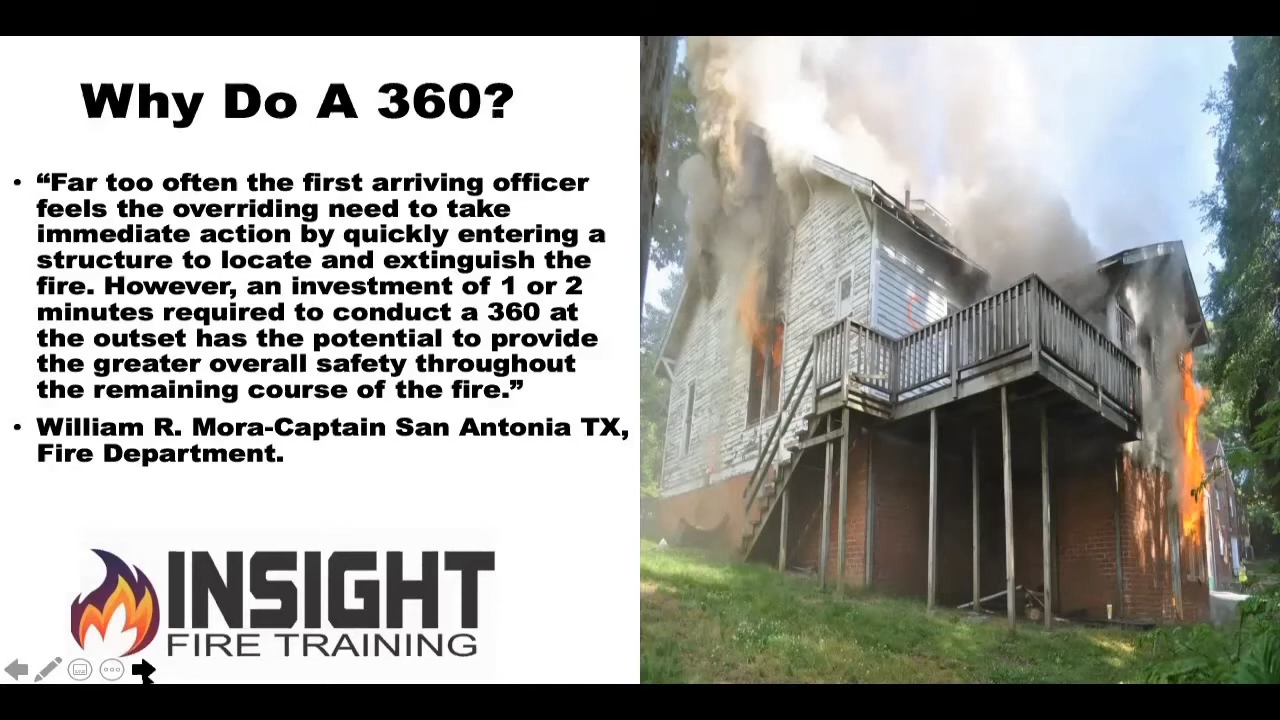 Why Do A 360?
• “Far too often the first arriving officer
feels the overriding need to take
immediate action by quickly entering a
structure to locate and extinguish the
fire. However, an investment of 1 or 2
minutes required to conduct a 360 at
the outset has the potential to provide
the greater overall safety throughout
the remaining course of the fire.”
• William R. Mora-Captain San Antonia TX,
Fire Department.
INSIGHT
FIRE TRAINING